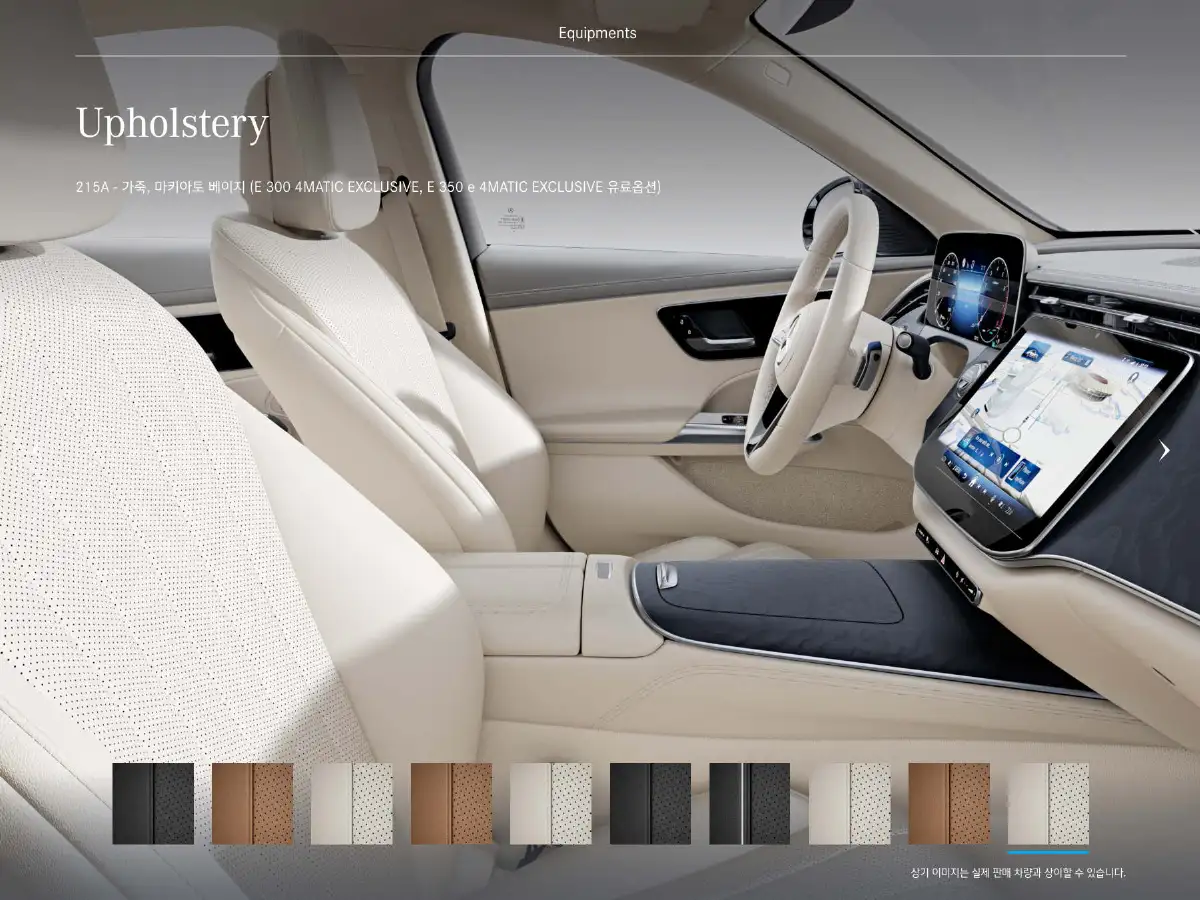 Equipments
Upholstery
215A - 가죽, 마키아토 베이지 (E 300 4MATIC EXCLUSIVE, E 350 e 4MATIC EXCLUSIVE 유료옵션)
상기 이미지는 실제 판매 차량과 상이할 수 있습니다.